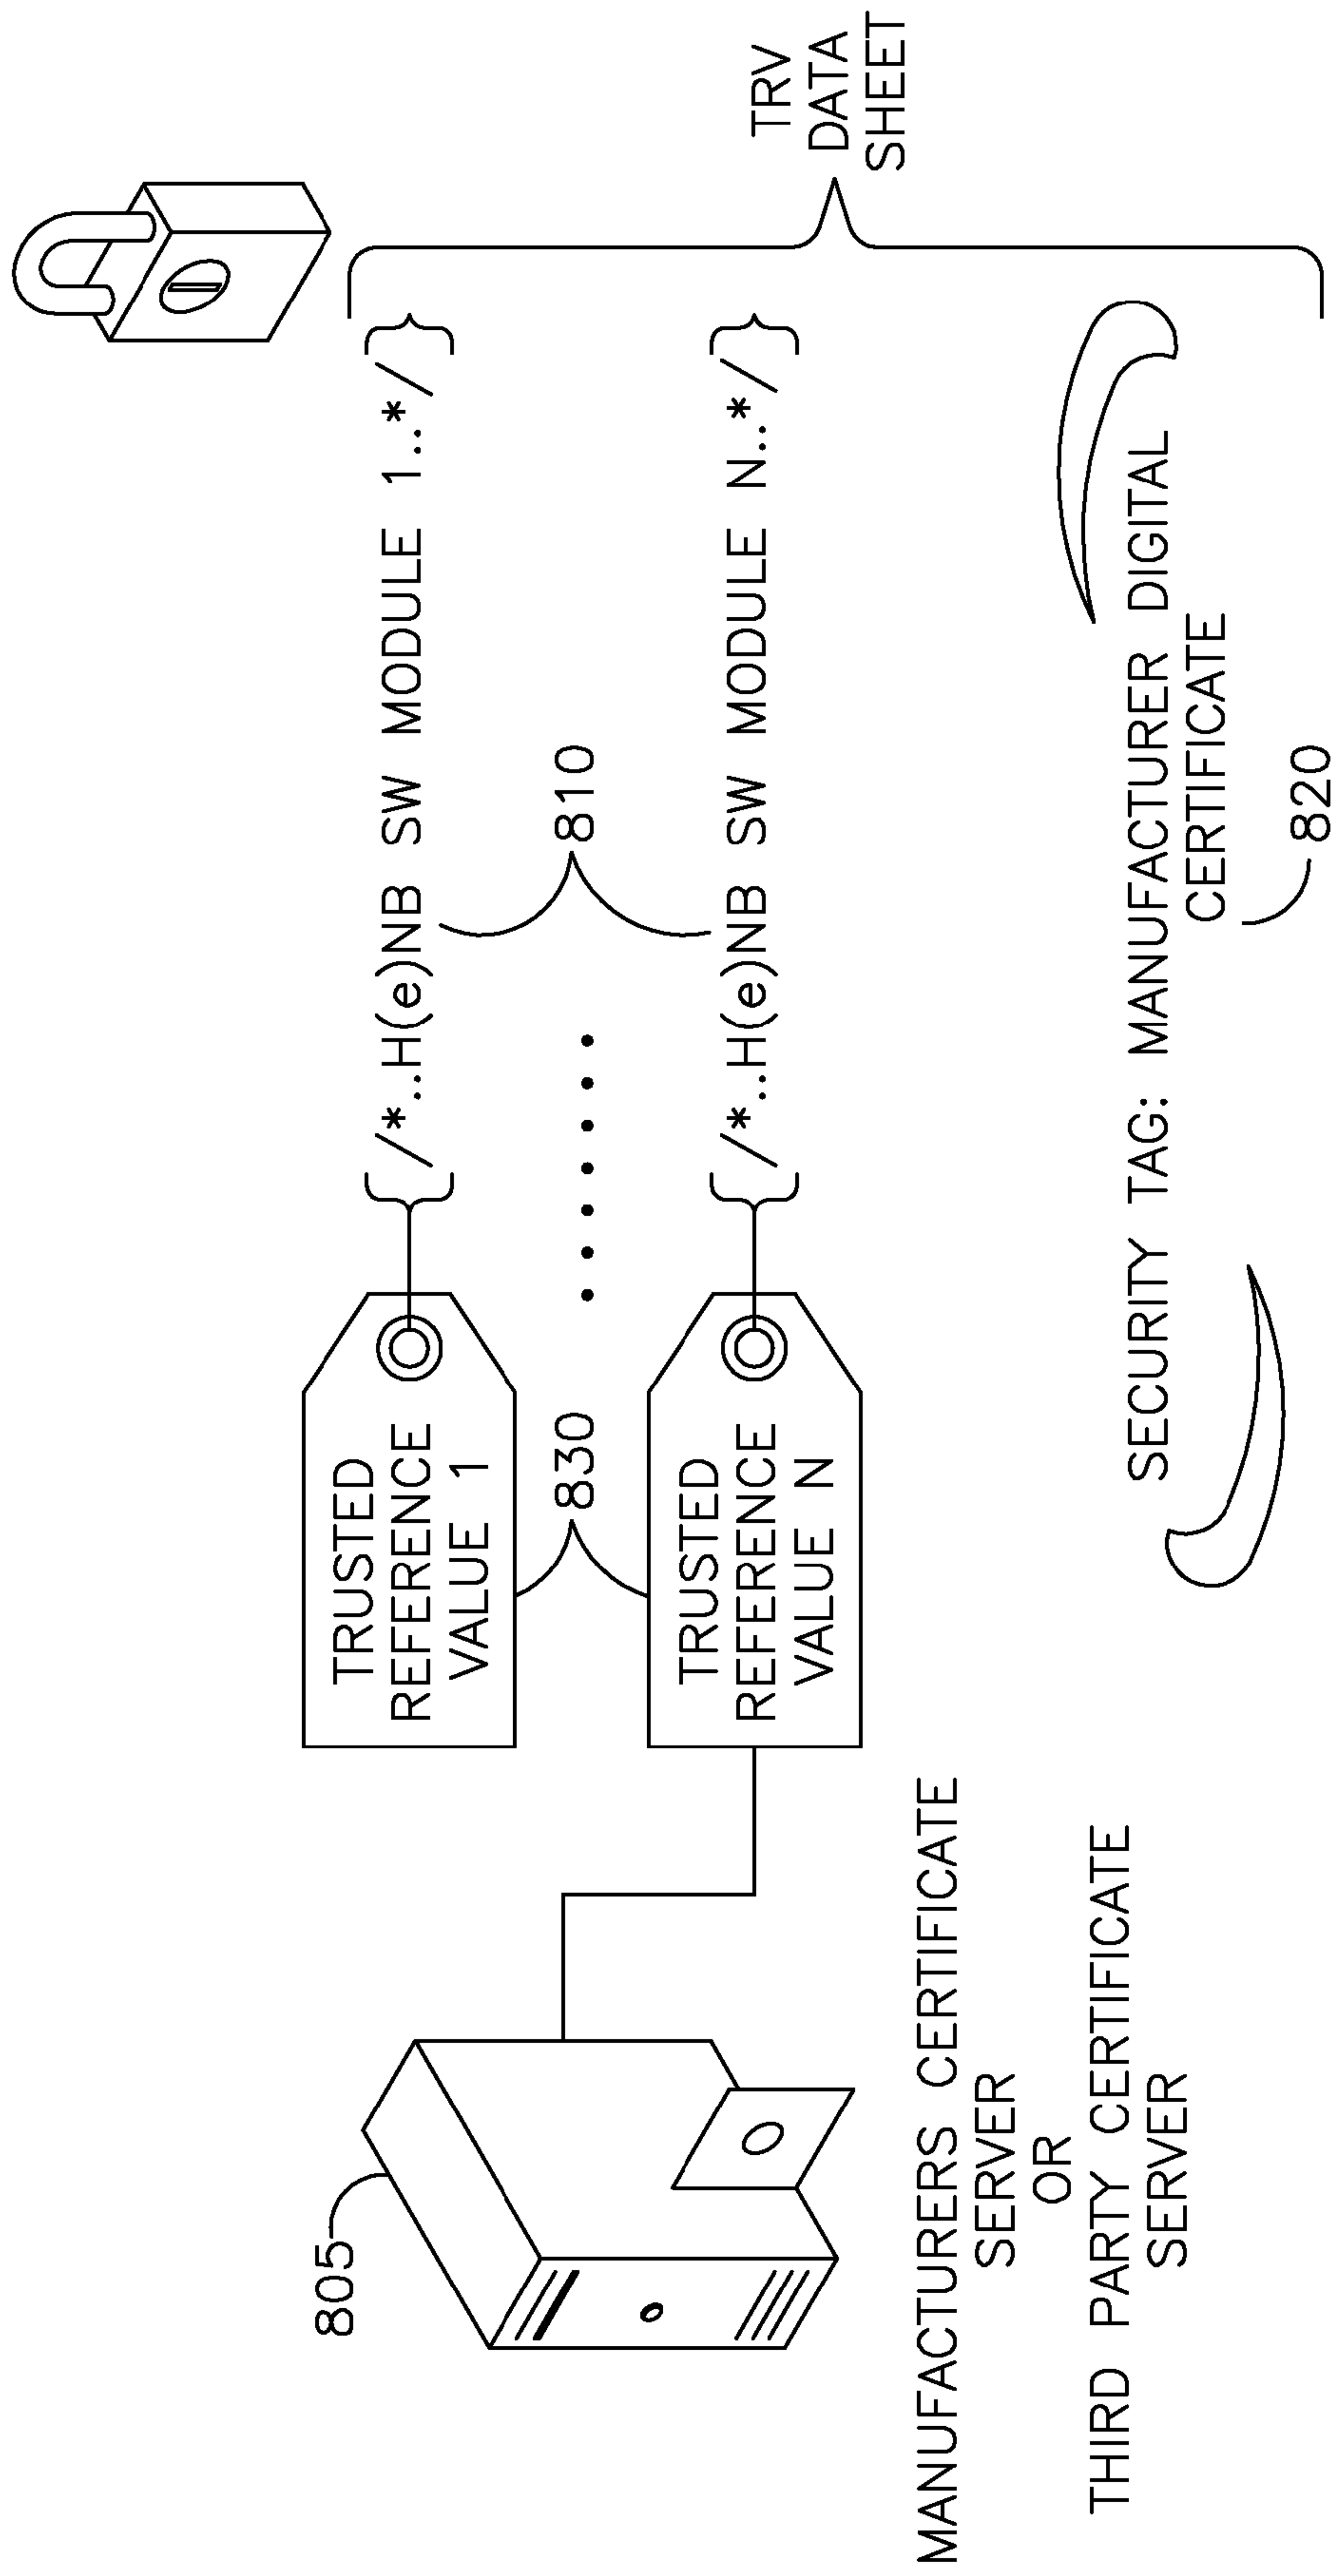 805
MANUFACTURERS CERTIFICATE
SERVER
OR
THIRD PARTY CERTIFICATE
SERVER
TRUSTED
REFERENCE
VALUE 1
830
TRUSTED
REFERENCE
VALUE N
/*..H(e)NB SW MODULE 1..*/
810
/*..H(e)NB SW MODULE N..*/
SECURITY TAG: MANUFACTURER DIGITAL
CERTIFICATE
820
TRV
DATA
SHEET